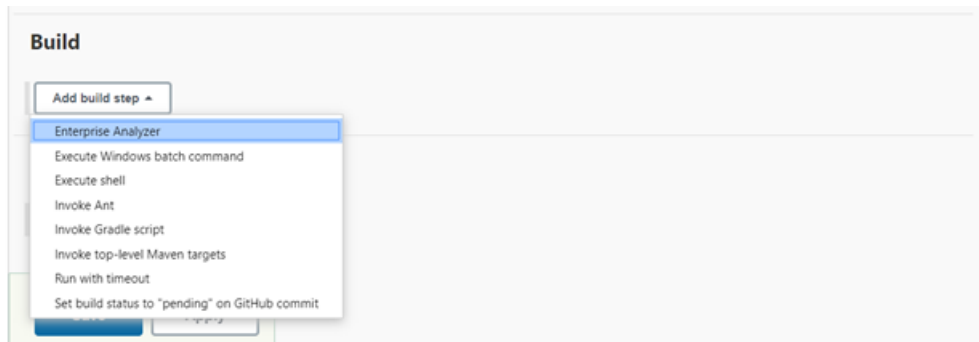 Build
Add build step
Enterprise Analyzer
Execute Windows batch command
Execute shell
Invoke Ant
Invoke Gradle script
Invoke top-level Maven targets
Run with timeout
Set build status to "pending" on GitHub commit